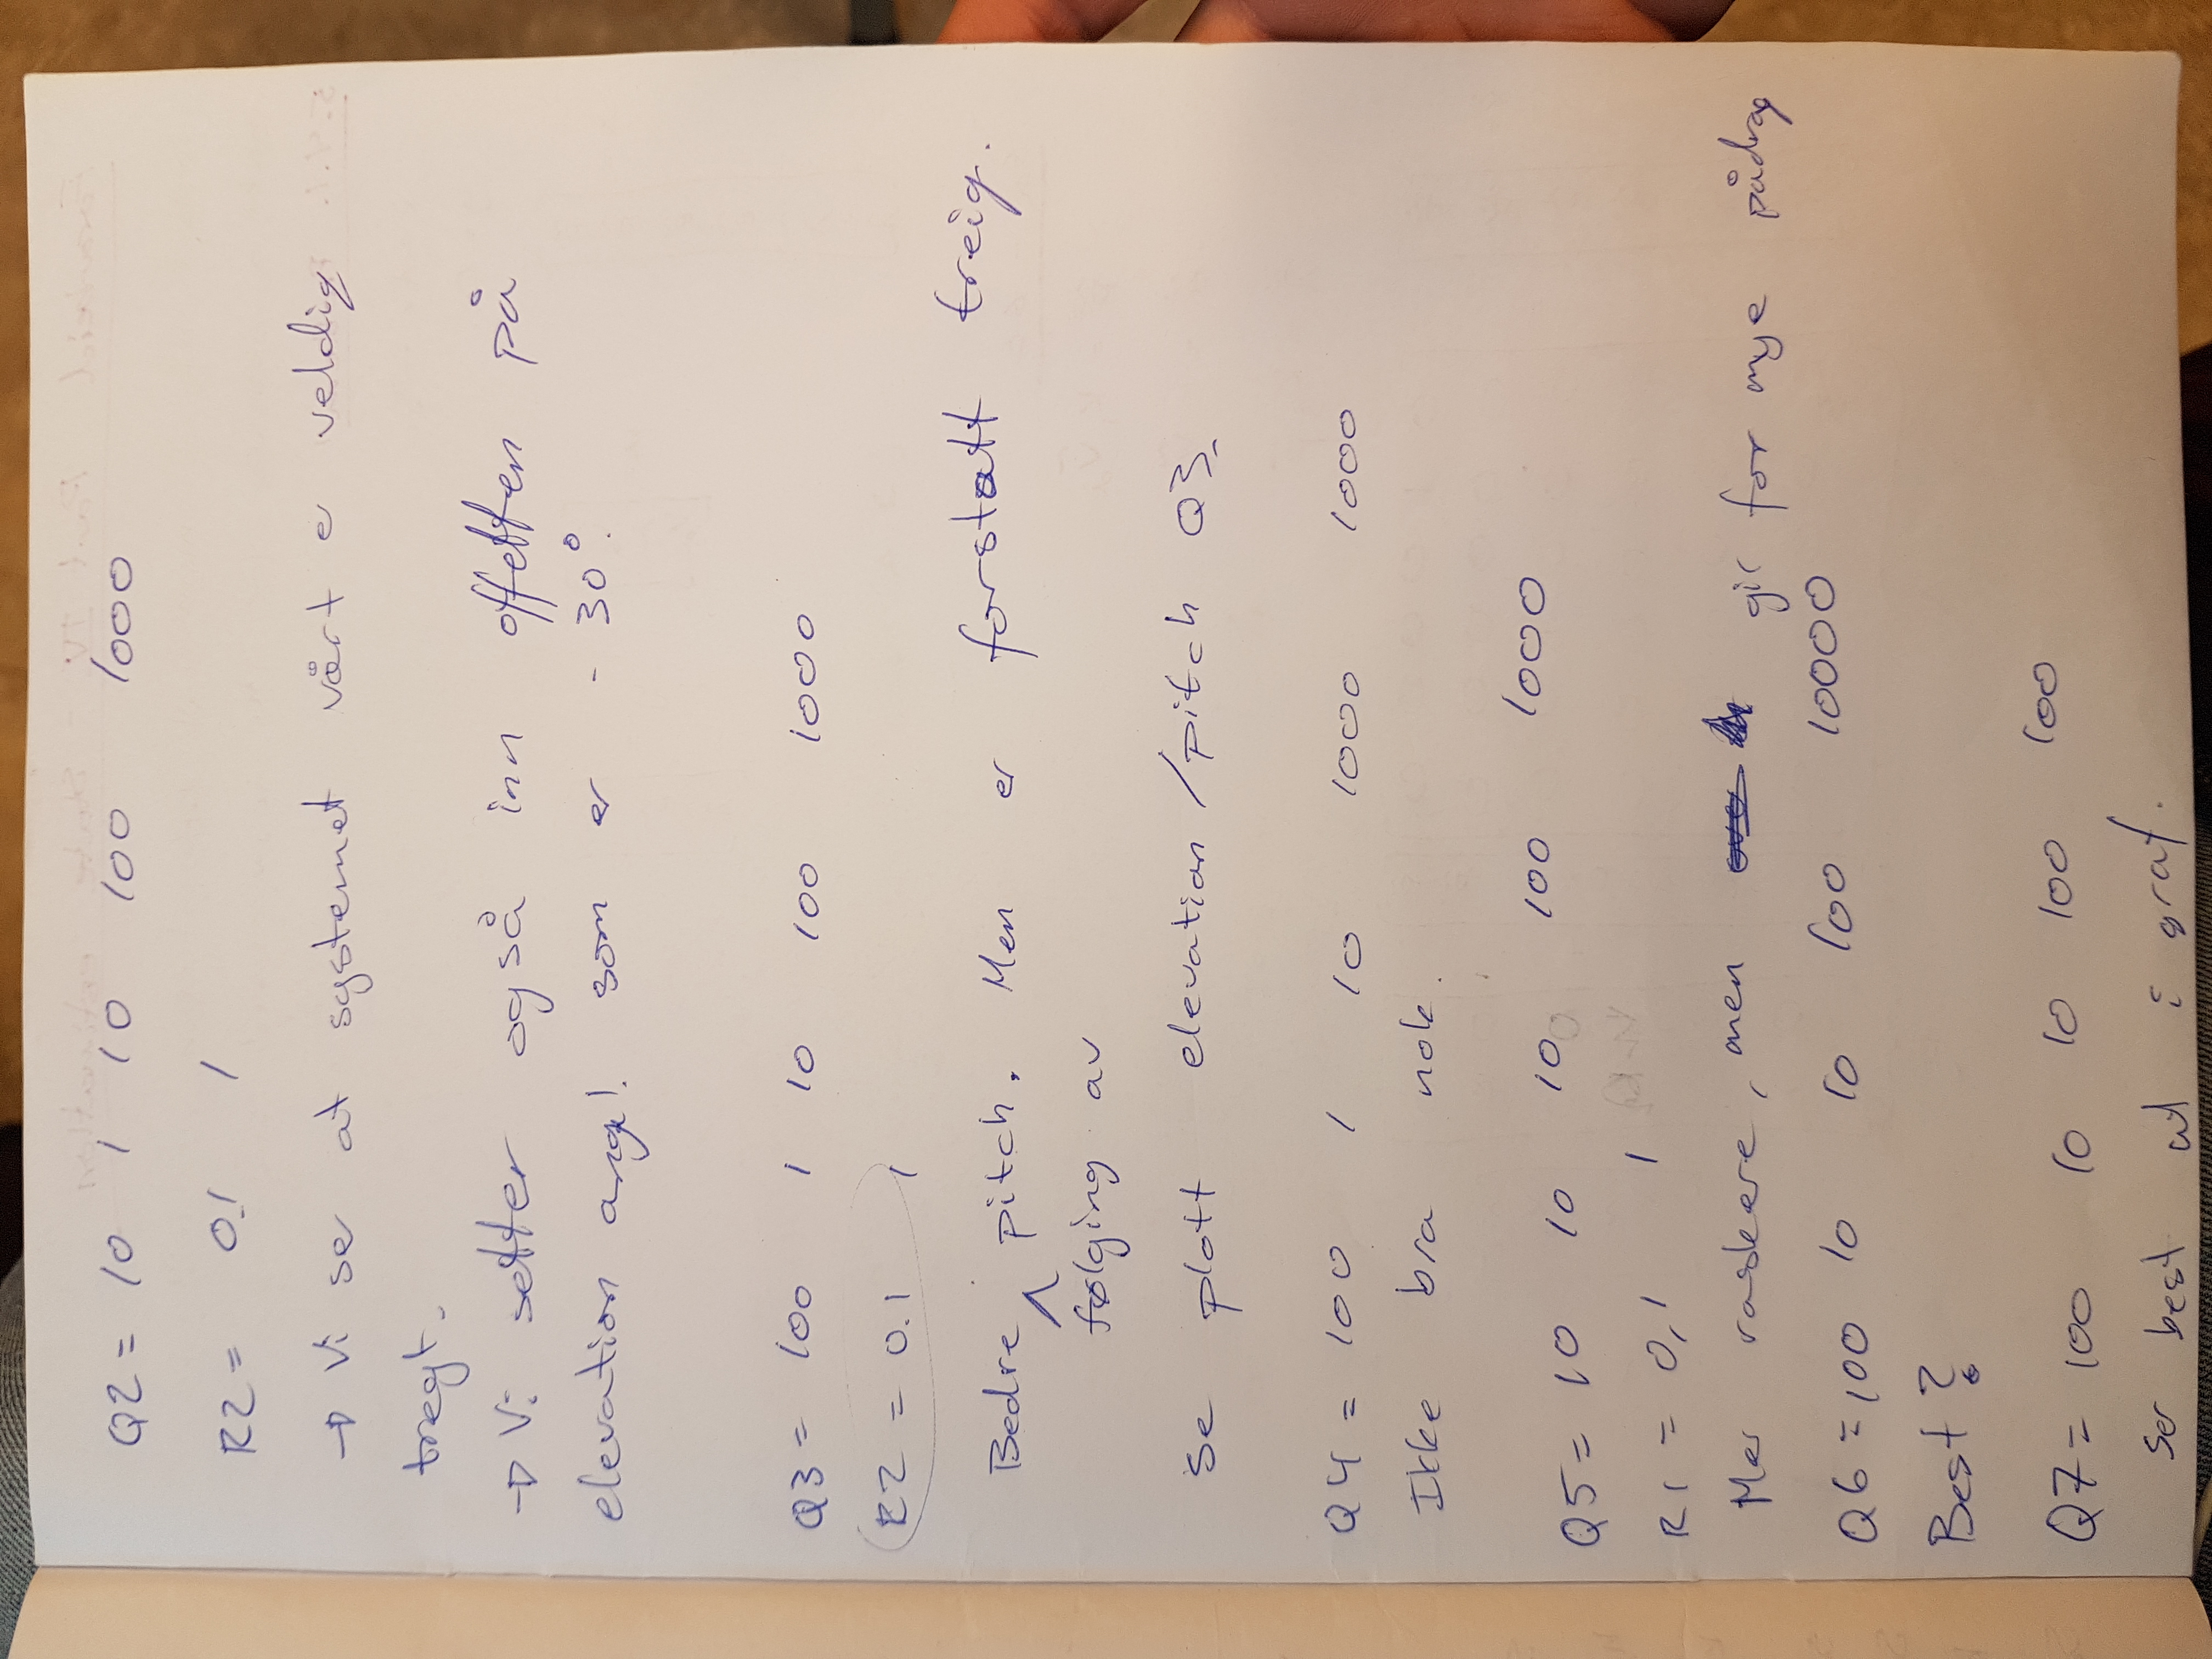 Q2 = 10 1 10 100 1000
R2 = 0.1 1
→ Vi ser at systemet vårt e veldig
tregt.
→ Vi setter også inn offetten på
elevation angl. som er - 30°.
Q3 = 100 1 10 100 1000
R2 = 0.1 1
Bedre ^ pitch. Men er forstatt treig.
følging av
Se plott elevation/pitch Q3.
Q4 = 100 1 10 1000 1000
Ikke bra nok.
Q5 = 10 10 10 100 1000
R1 = 0,1 1
Mer raskere, men gir for mye pådrag
Q6 = 100 10 10 100 10000
Best?
Q7 = 100 10 10 100 100
Ser best ut i graf.